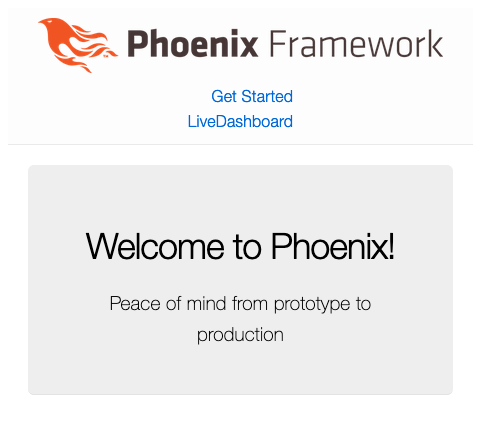 Phoenix Framework
Get Started
LiveDashboard
Welcome to Phoenix!
Peace of mind from prototype to
production